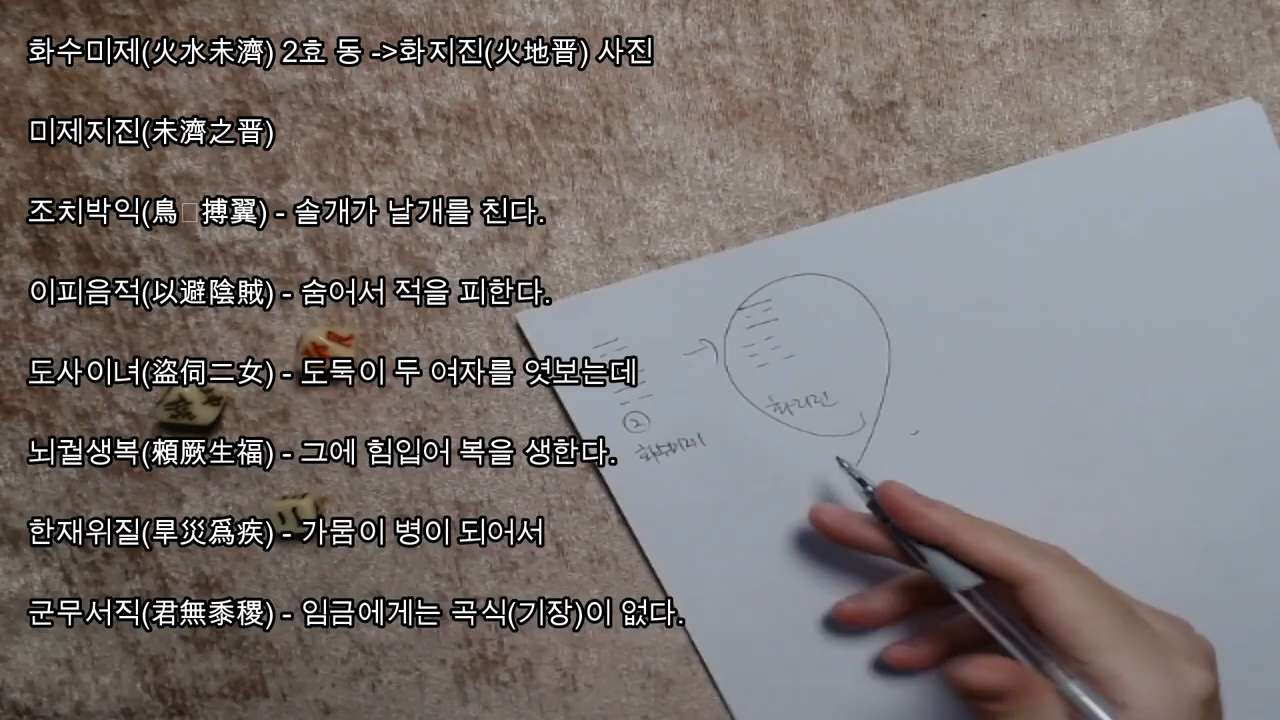 화수미제(火水未濟) 2효 동 ->화지진(火地晋) 사진
미제지진(未濟之晋)
조치박익(鳥□搏翼) - 솔개가 날개를 친다.
이피음적(以避陰賊) - 숨어서 적을 피한다.
도사이녀(盜伺二女) - 도둑이 두 여자를 엿보는데
뇌궐생복(頼厥生福) - 그에 힘입어 복을 생한다.
한재위질(旱災爲疾) - 가뭄이 병이 되어서
군무서직(君無黍稷) - 임금에게는 곡식(기장)이 없다.
화지진
②
화수미제